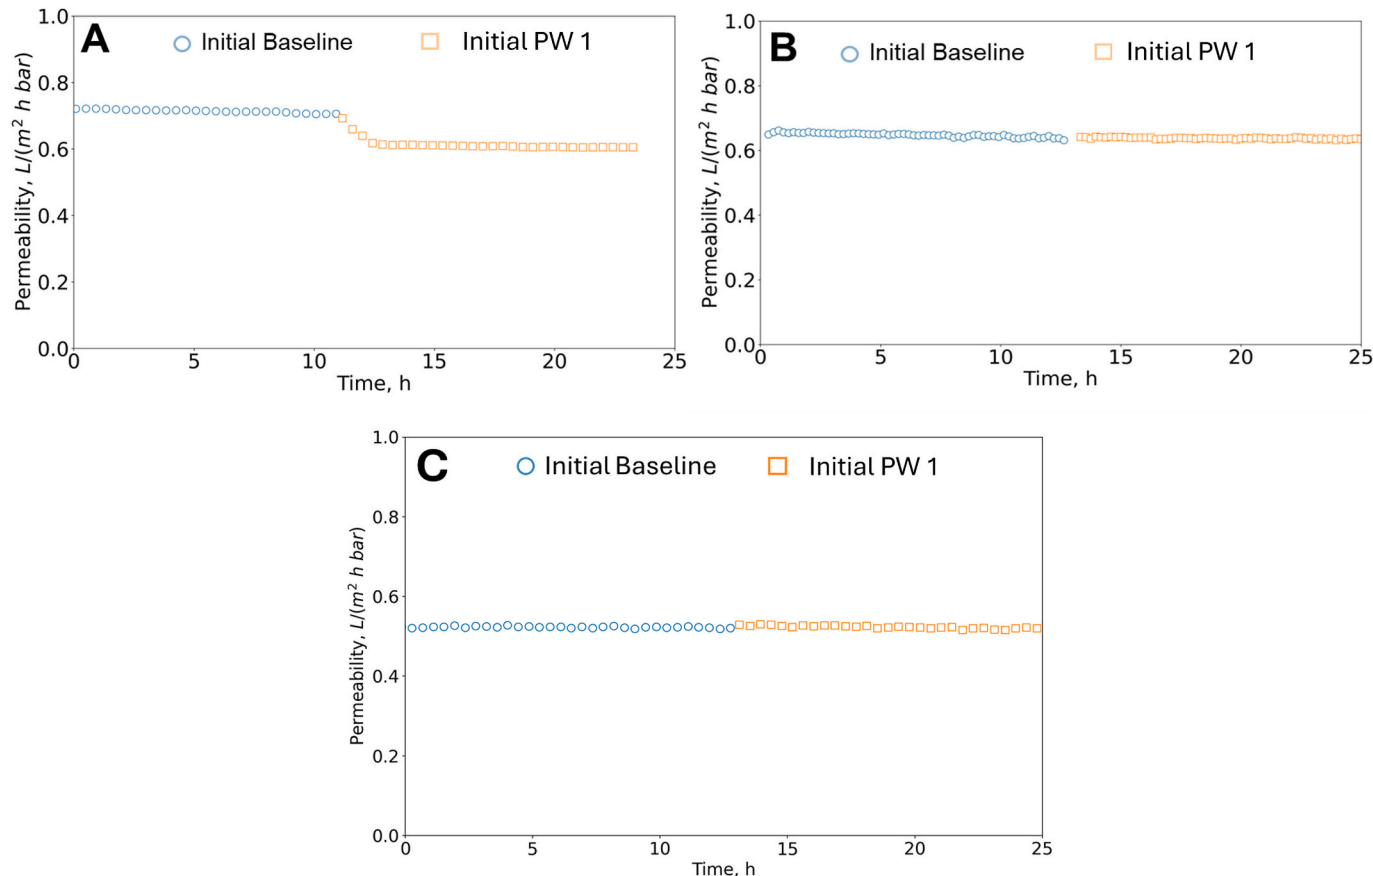 A
Initial Baseline
Initial PW 1
Permeability, L/(m² h bar)
1.0
0.8
0.6
0.4
0.2
0.0
0 5 10 15 20 25
Time, h
B
Initial Baseline
Initial PW 1
Permeability, L/(m² h bar)
1.0
0.8
0.6
0.4
0.2
0.0
0 5 10 15 20 25
Time, h
C
Initial Baseline
Initial PW 1
Permeability, L/(m² h bar)
1.0
0.8
0.6
0.4
0.2
0.0
0 5 10 15 20 25
Time, h